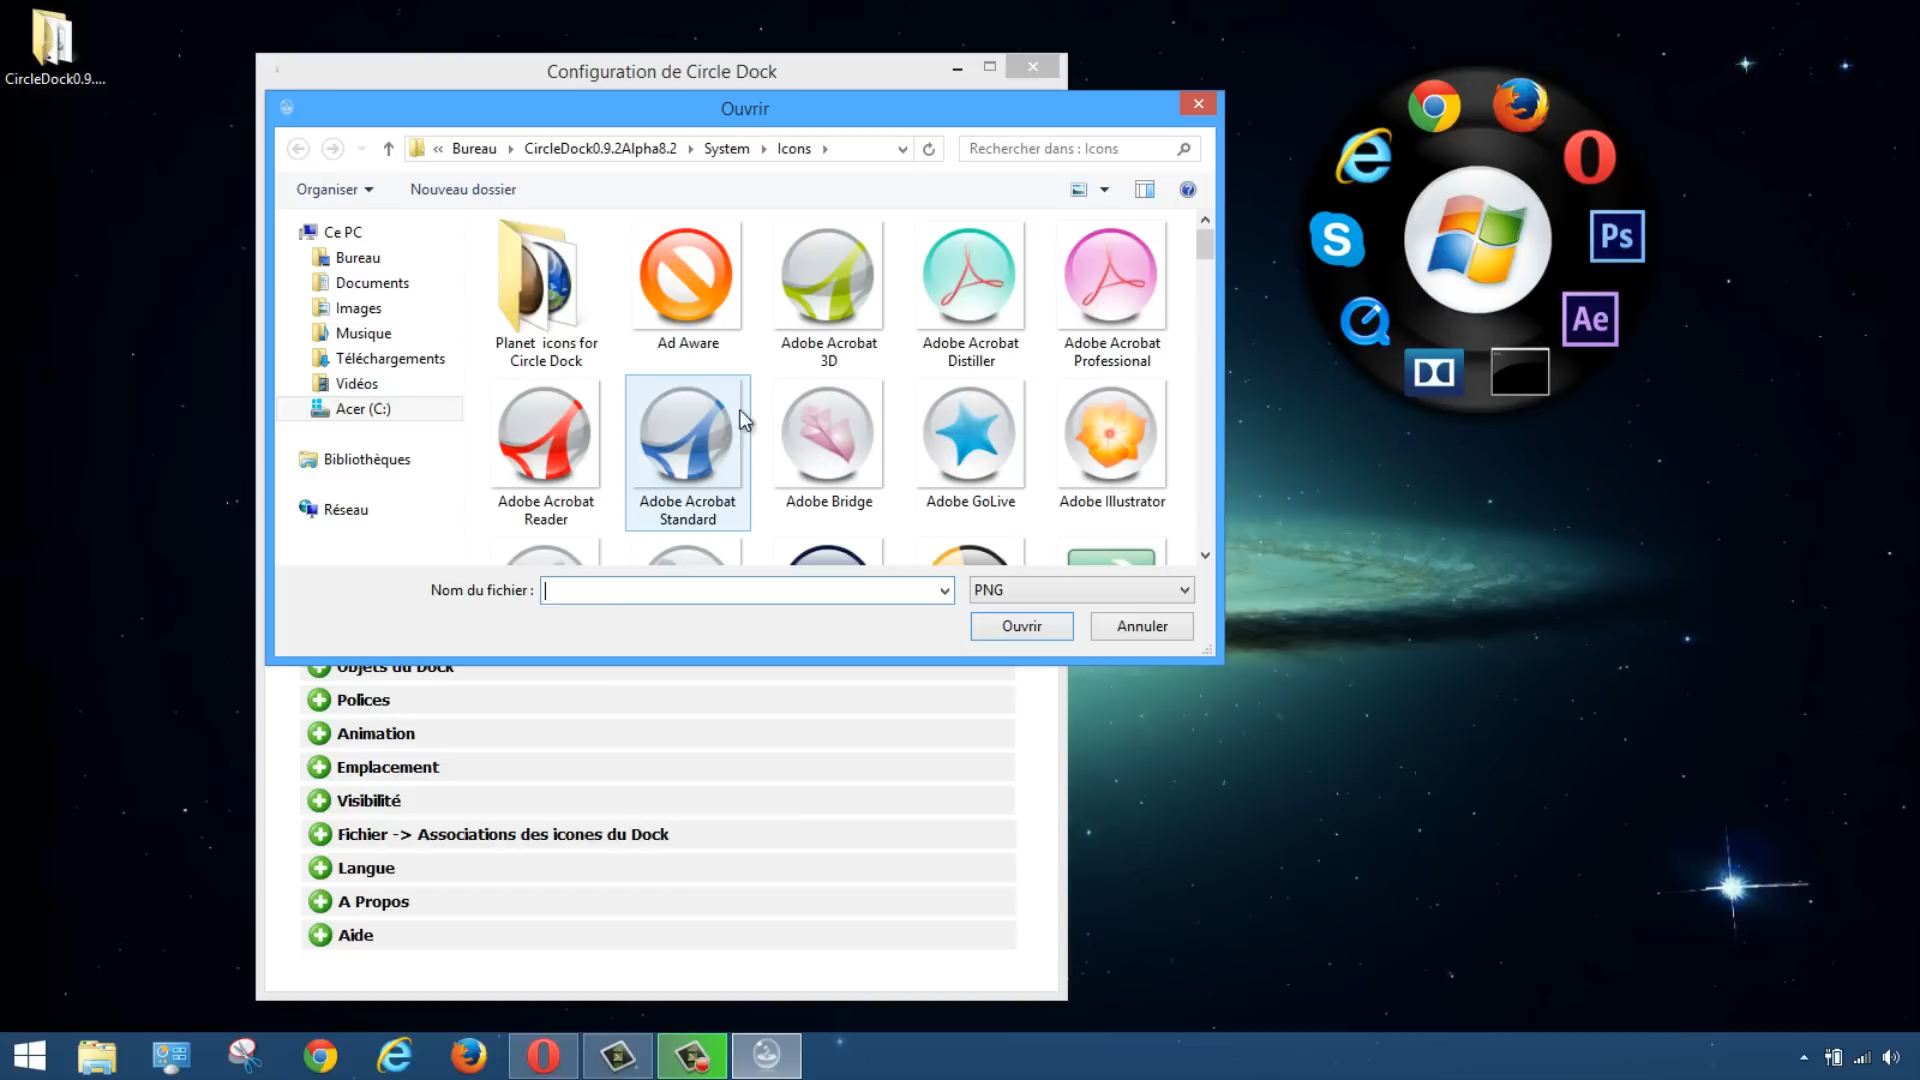 CircleDock0.9....
Configuration de Circle Dock
Ouvrir
« Bureau CircleDock0.9.2Alpha8.2 System Icons
Rechercher dans : Icons
Organiser Nouveau dossier
Ce PC
Bureau
Documents
Images
Musique
Téléchargements
Vidéos
Acer (C:)
Bibliothèques
Réseau
Planet icons for
Circle Dock
Ad Aware
Adobe Acrobat
3D
Adobe Acrobat
Distiller
Adobe Acrobat
Professional
Adobe Acrobat
Reader
Adobe Acrobat
Standard
Adobe Bridge
Adobe GoLive
Adobe Illustrator
Nom du fichier :
PNG
Ouvrir Annuler
Objets du Dock
Polices
Animation
Emplacement
Visibilité
Fichier -> Associations des icones du Dock
Langue
A Propos
Aide
Ps
Ae